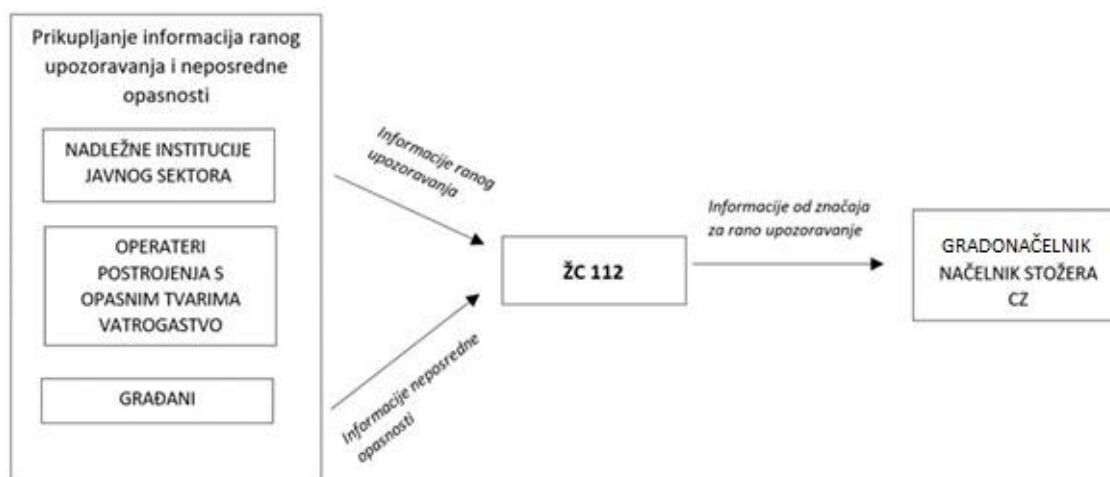 Prikupljanje informacija ranog
upozoravanja i neposredne
opasnosti
NADLEŽNE INSTITUCIJE
JAVNOG SEKTORA
OPERATERI
POSTROJENJA S
OPASNIM TVARIMA
VATROGASTVO
GRAĐANI
Informacije ranog
upozoravanja
Informacije neposredne
opasnosti
ŽC 112
Informacije od značaja
za rano upozoravanje
GRADONAČELNIK
NAČELNIK STOŽERA
CZ